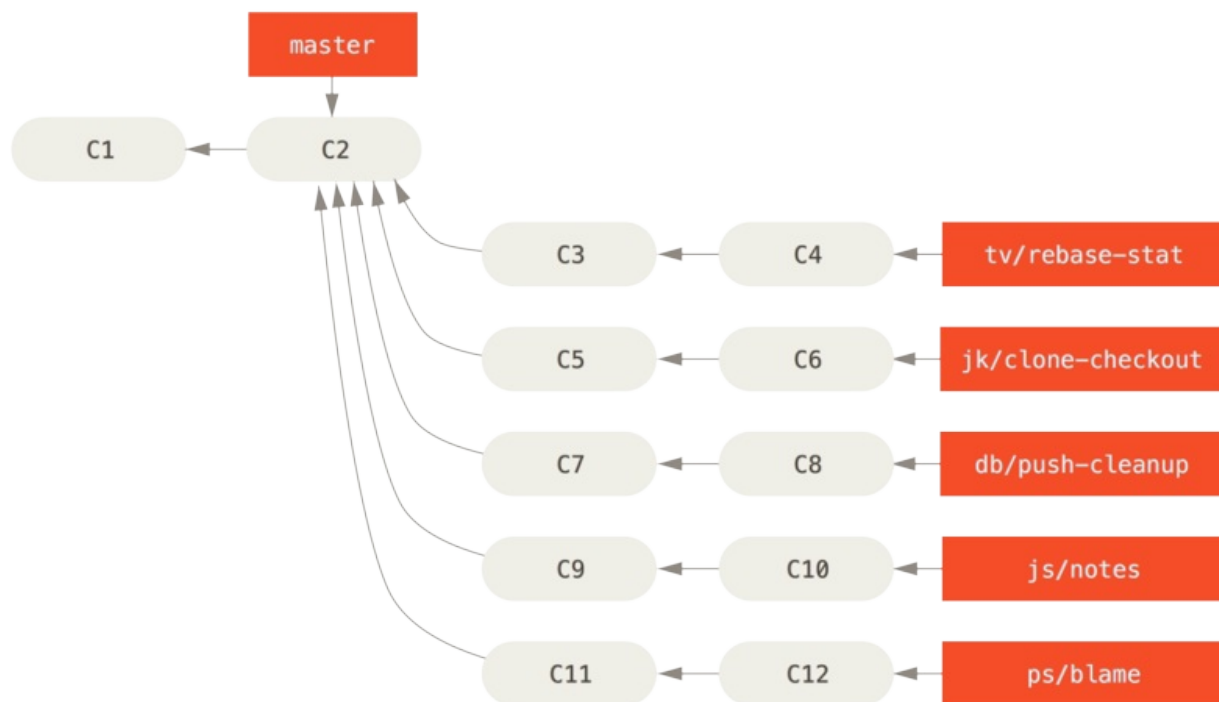 master
C1 C2
C3 C4 tv/rebase-stat
C5 C6 jk/clone-checkout
C7 C8 db/push-cleanup
C9 C10 js/notes
C11 C12 ps/blame